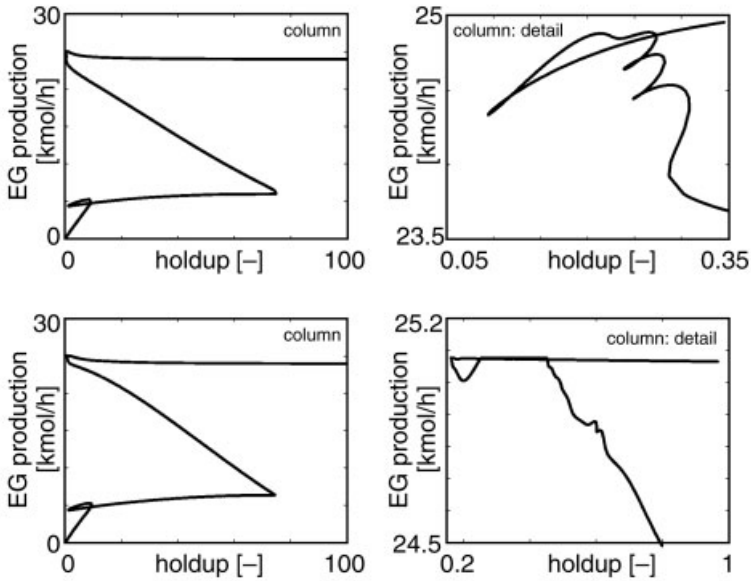 30
column
EG production
[kmol/h]
0
0
holdup [–]
100
25
column: detail
EG production
[kmol/h]
23.5
0.05
holdup [–]
0.35
30
column
EG production
[kmol/h]
0
0
holdup [–]
100
25.2
column: detail
EG production
[kmol/h]
24.5
0.2
holdup [–]
1